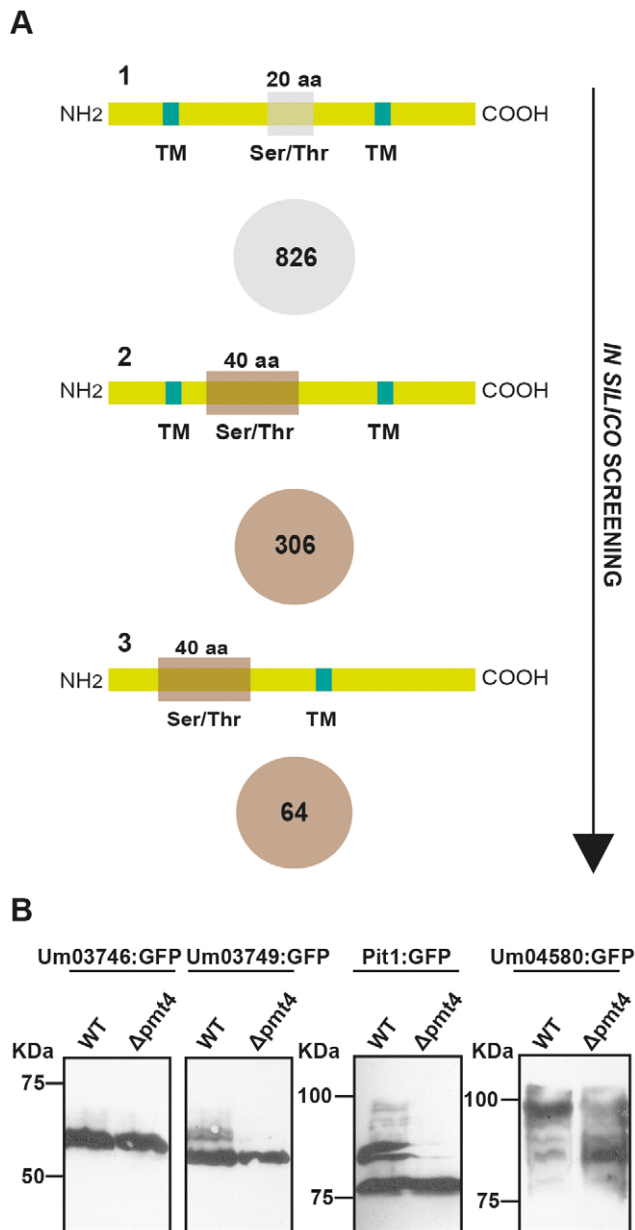 A
1
20 aa
NH2
COOH
TM
Ser/Thr
TM
826
2
40 aa
NH2
COOH
TM
Ser/Thr
TM
306
3
40 aa
NH2
COOH
Ser/Thr
TM
64
IN SILICO SCREENING
B
Um03746:GFP
Um03749:GFP
Pit1:GFP
Um04580:GFP
WT
Δpmt4
WT
Δpmt4
WT
Δpmt4
WT
Δpmt4
KDa
75
50
KDa
100
75
KDa
100
75